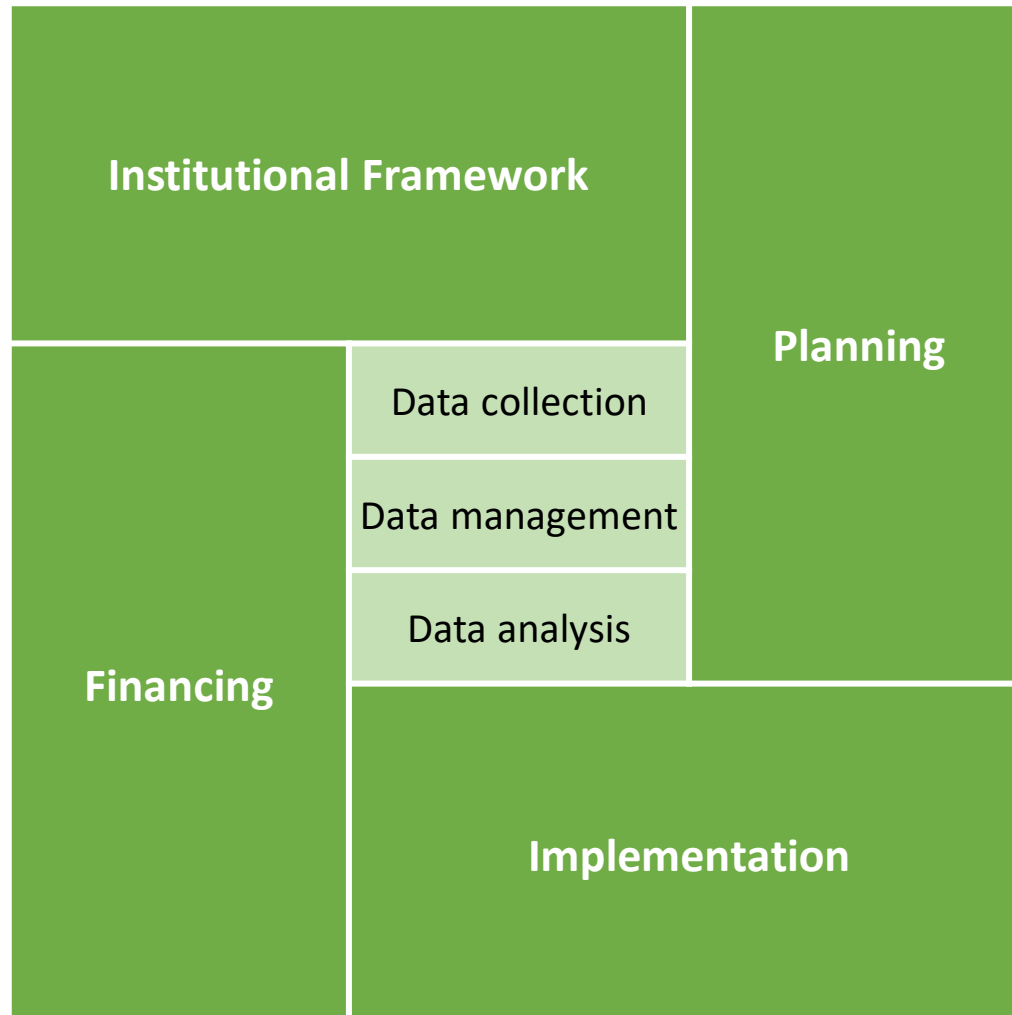 Institutional Framework
Planning
Data collection
Data management
Data analysis
Financing
Implementation